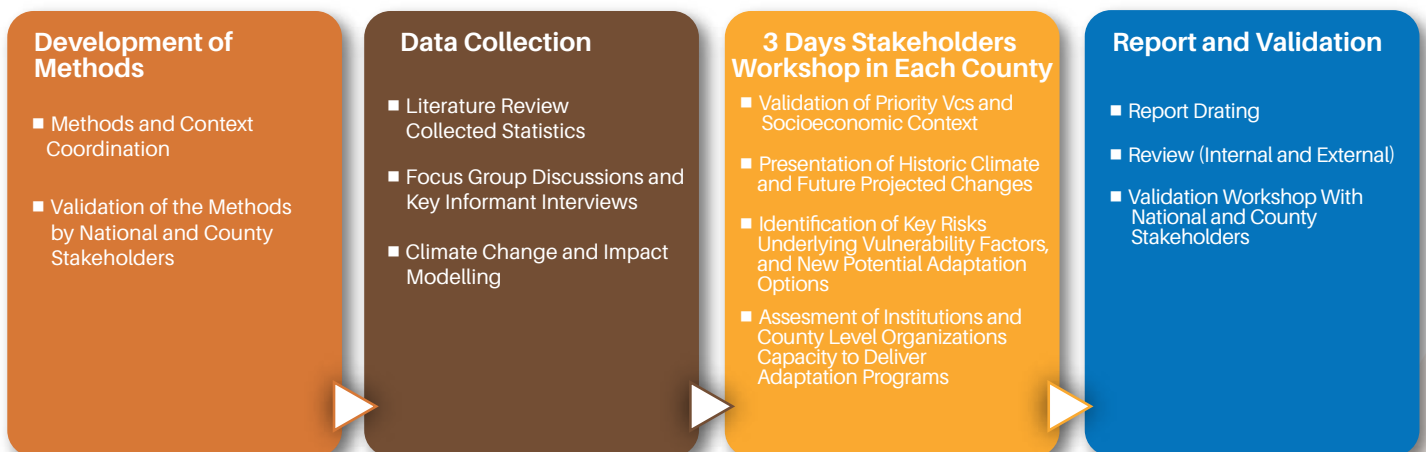 Development of
Methods
■ Methods and Context
Coordination
■ Validation of the Methods
by National and County
Stakeholders
Data Collection
■ Literature Review
Collected Statistics
■ Focus Group Discussions and
Key Informant Interviews
■ Climate Change and Impact
Modelling
3 Days Stakeholders
Workshop in Each County
■ Validation of Priority Vcs and
Socioeconomic Context
■ Presentation of Historic Climate
and Future Projected Changes
■ Identification of Key Risks
Underlying Vulnerability Factors,
and New Potential Adaptation
Options
■ Assesment of Institutions and
County Level Organizations
Capacity to Deliver
Adaptation Programs
Report and Validation
■ Report Drating
■ Review (Internal and External)
■ Validation Workshop With
National and County
Stakeholders